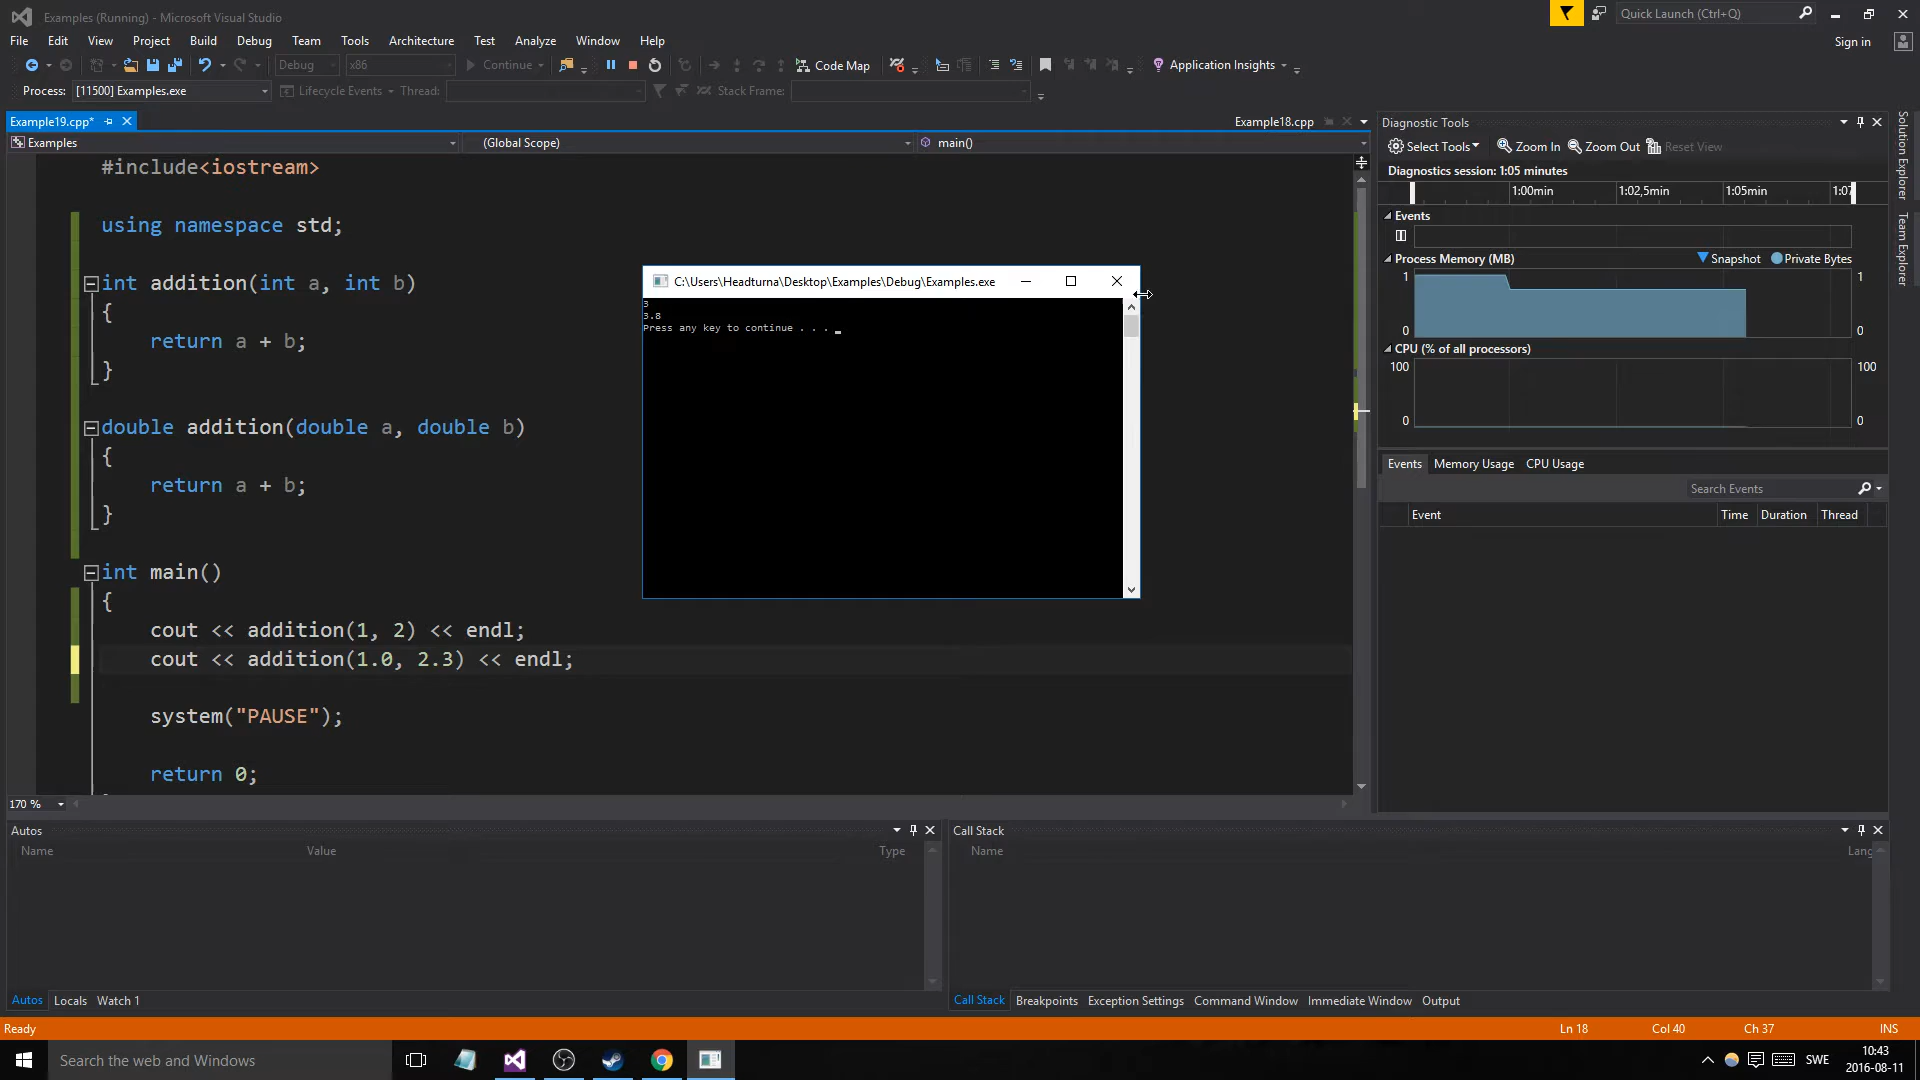 Examples (Running) - Microsoft Visual Studio
Quick Launch (Ctrl+Q)
File Edit View Project Build Debug Team Tools Architecture Test Analyze Window Help
Sign in
Debug x86 Continue Code Map Application Insights
Process: [11500] Examples.exe Lifecycle Events Thread: Stack Frame:
Example19.cpp* Example18.cpp
Examples (Global Scope) main()
#include<iostream>
using namespace std;
int addition(int a, int b)
{
return a + b;
}
double addition(double a, double b)
{
return a + b;
}
int main()
{
cout << addition(1, 2) << endl;
cout << addition(1.0, 2.3) << endl;
system("PAUSE");
return 0;
170 %
C:\Users\Headturna\Desktop\Examples\Debug\Examples.exe
3
3.8
Press any key to continue . . . _
Diagnostic Tools
Select Tools Zoom In Zoom Out Reset View
Diagnostics session: 1:05 minutes
1:00min 1:02,5min 1:05min 1:07
Events
Process Memory (MB) Snapshot Private Bytes
1 1
0 0
CPU (% of all processors)
100 100
0 0
Events Memory Usage CPU Usage
Search Events
Event Time Duration Thread
Solution Explorer
Team Explorer
Autos
Name Value Type
Autos Locals Watch 1
Call Stack
Name Lang
Call Stack Breakpoints Exception Settings Command Window Immediate Window Output
Ready Ln 18 Col 40 Ch 37 INS
Search the web and Windows
SWE
10:43
2016-08-11